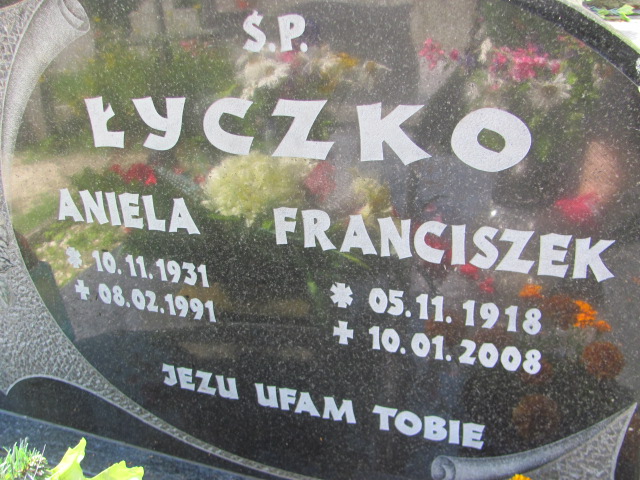 Ś.P.
ŁYCZKO
ANIELA
* 10.11.1931
+ 08.02.1991
FRANCISZEK
* 05.11.1918
+ 10.01.2008
JEZU UFAM TOBIE